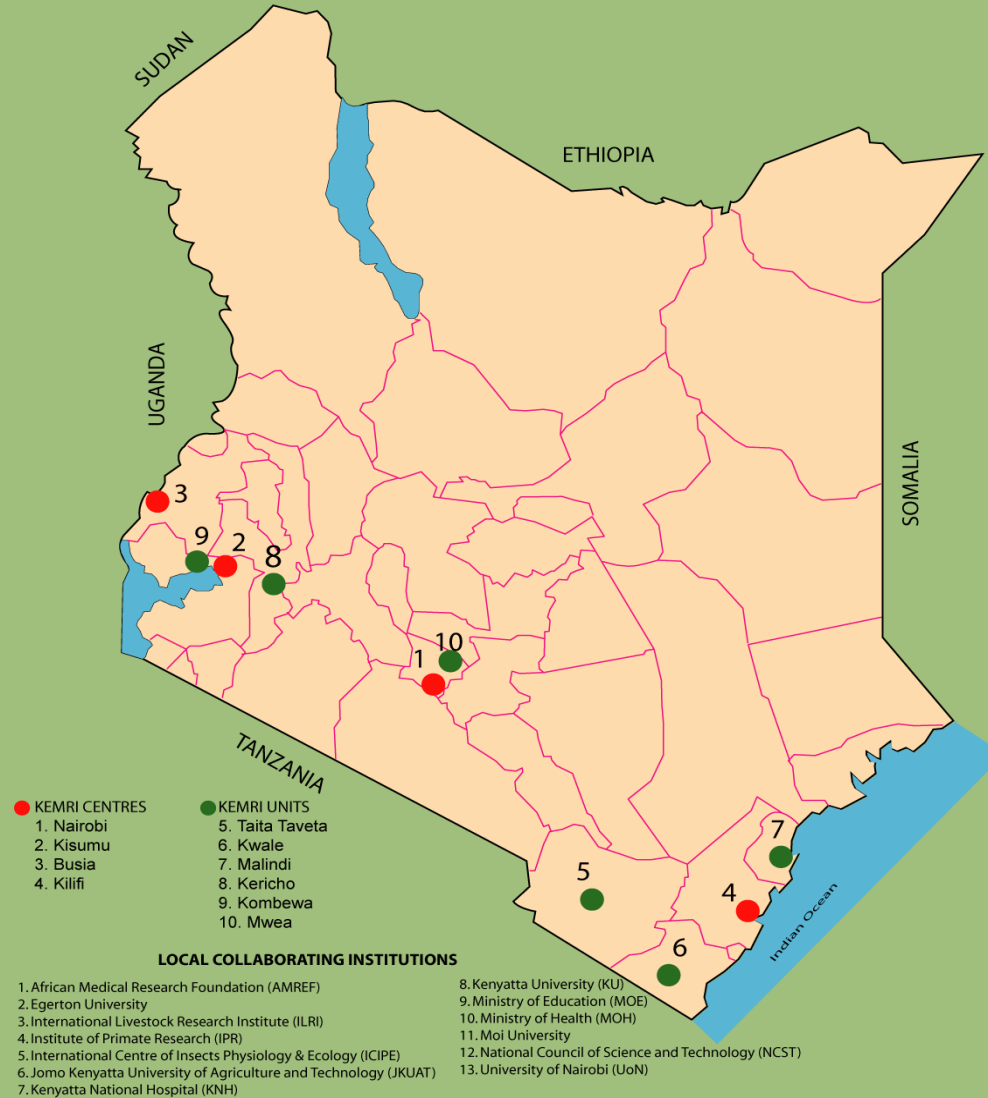 SUDAN
ETHIOPIA
UGANDA
SOMALIA
3
9
2
8
10
1
TANZANIA
7
5
4
6
Indian Ocean
KEMRI CENTRES
1. Nairobi
2. Kisumu
3. Busia
4. Kilifi
KEMRI UNITS
5. Taita Taveta
6. Kwale
7. Malindi
8. Kericho
9. Kombewa
10. Mwea
LOCAL COLLABORATING INSTITUTIONS
1. African Medical Research Foundation (AMREF)
2. Egerton University
3. International Livestock Research Institute (ILRI)
4. Institute of Primate Research (IPR)
5. International Centre of Insects Physiology & Ecology (ICIPE)
6. Jomo Kenyatta University of Agriculture and Technology (JKUAT)
7. Kenyatta National Hospital (KNH)
8. Kenyatta University (KU)
9. Ministry of Education (MOE)
10. Ministry of Health (MOH)
11. Moi University
12. National Council of Science and Technology (NCST)
13. University of Nairobi (UoN)